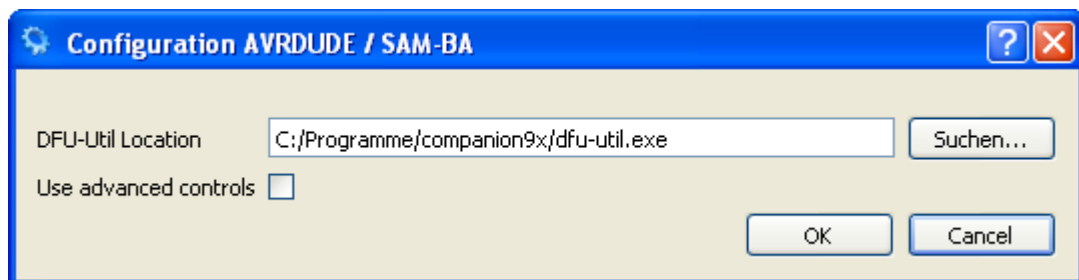 Configuration AVRDUDE / SAM-BA
DFU-Util Location C:/Programme/companion9x/dfu-util.exe Suchen...
Use advanced controls
OK Cancel